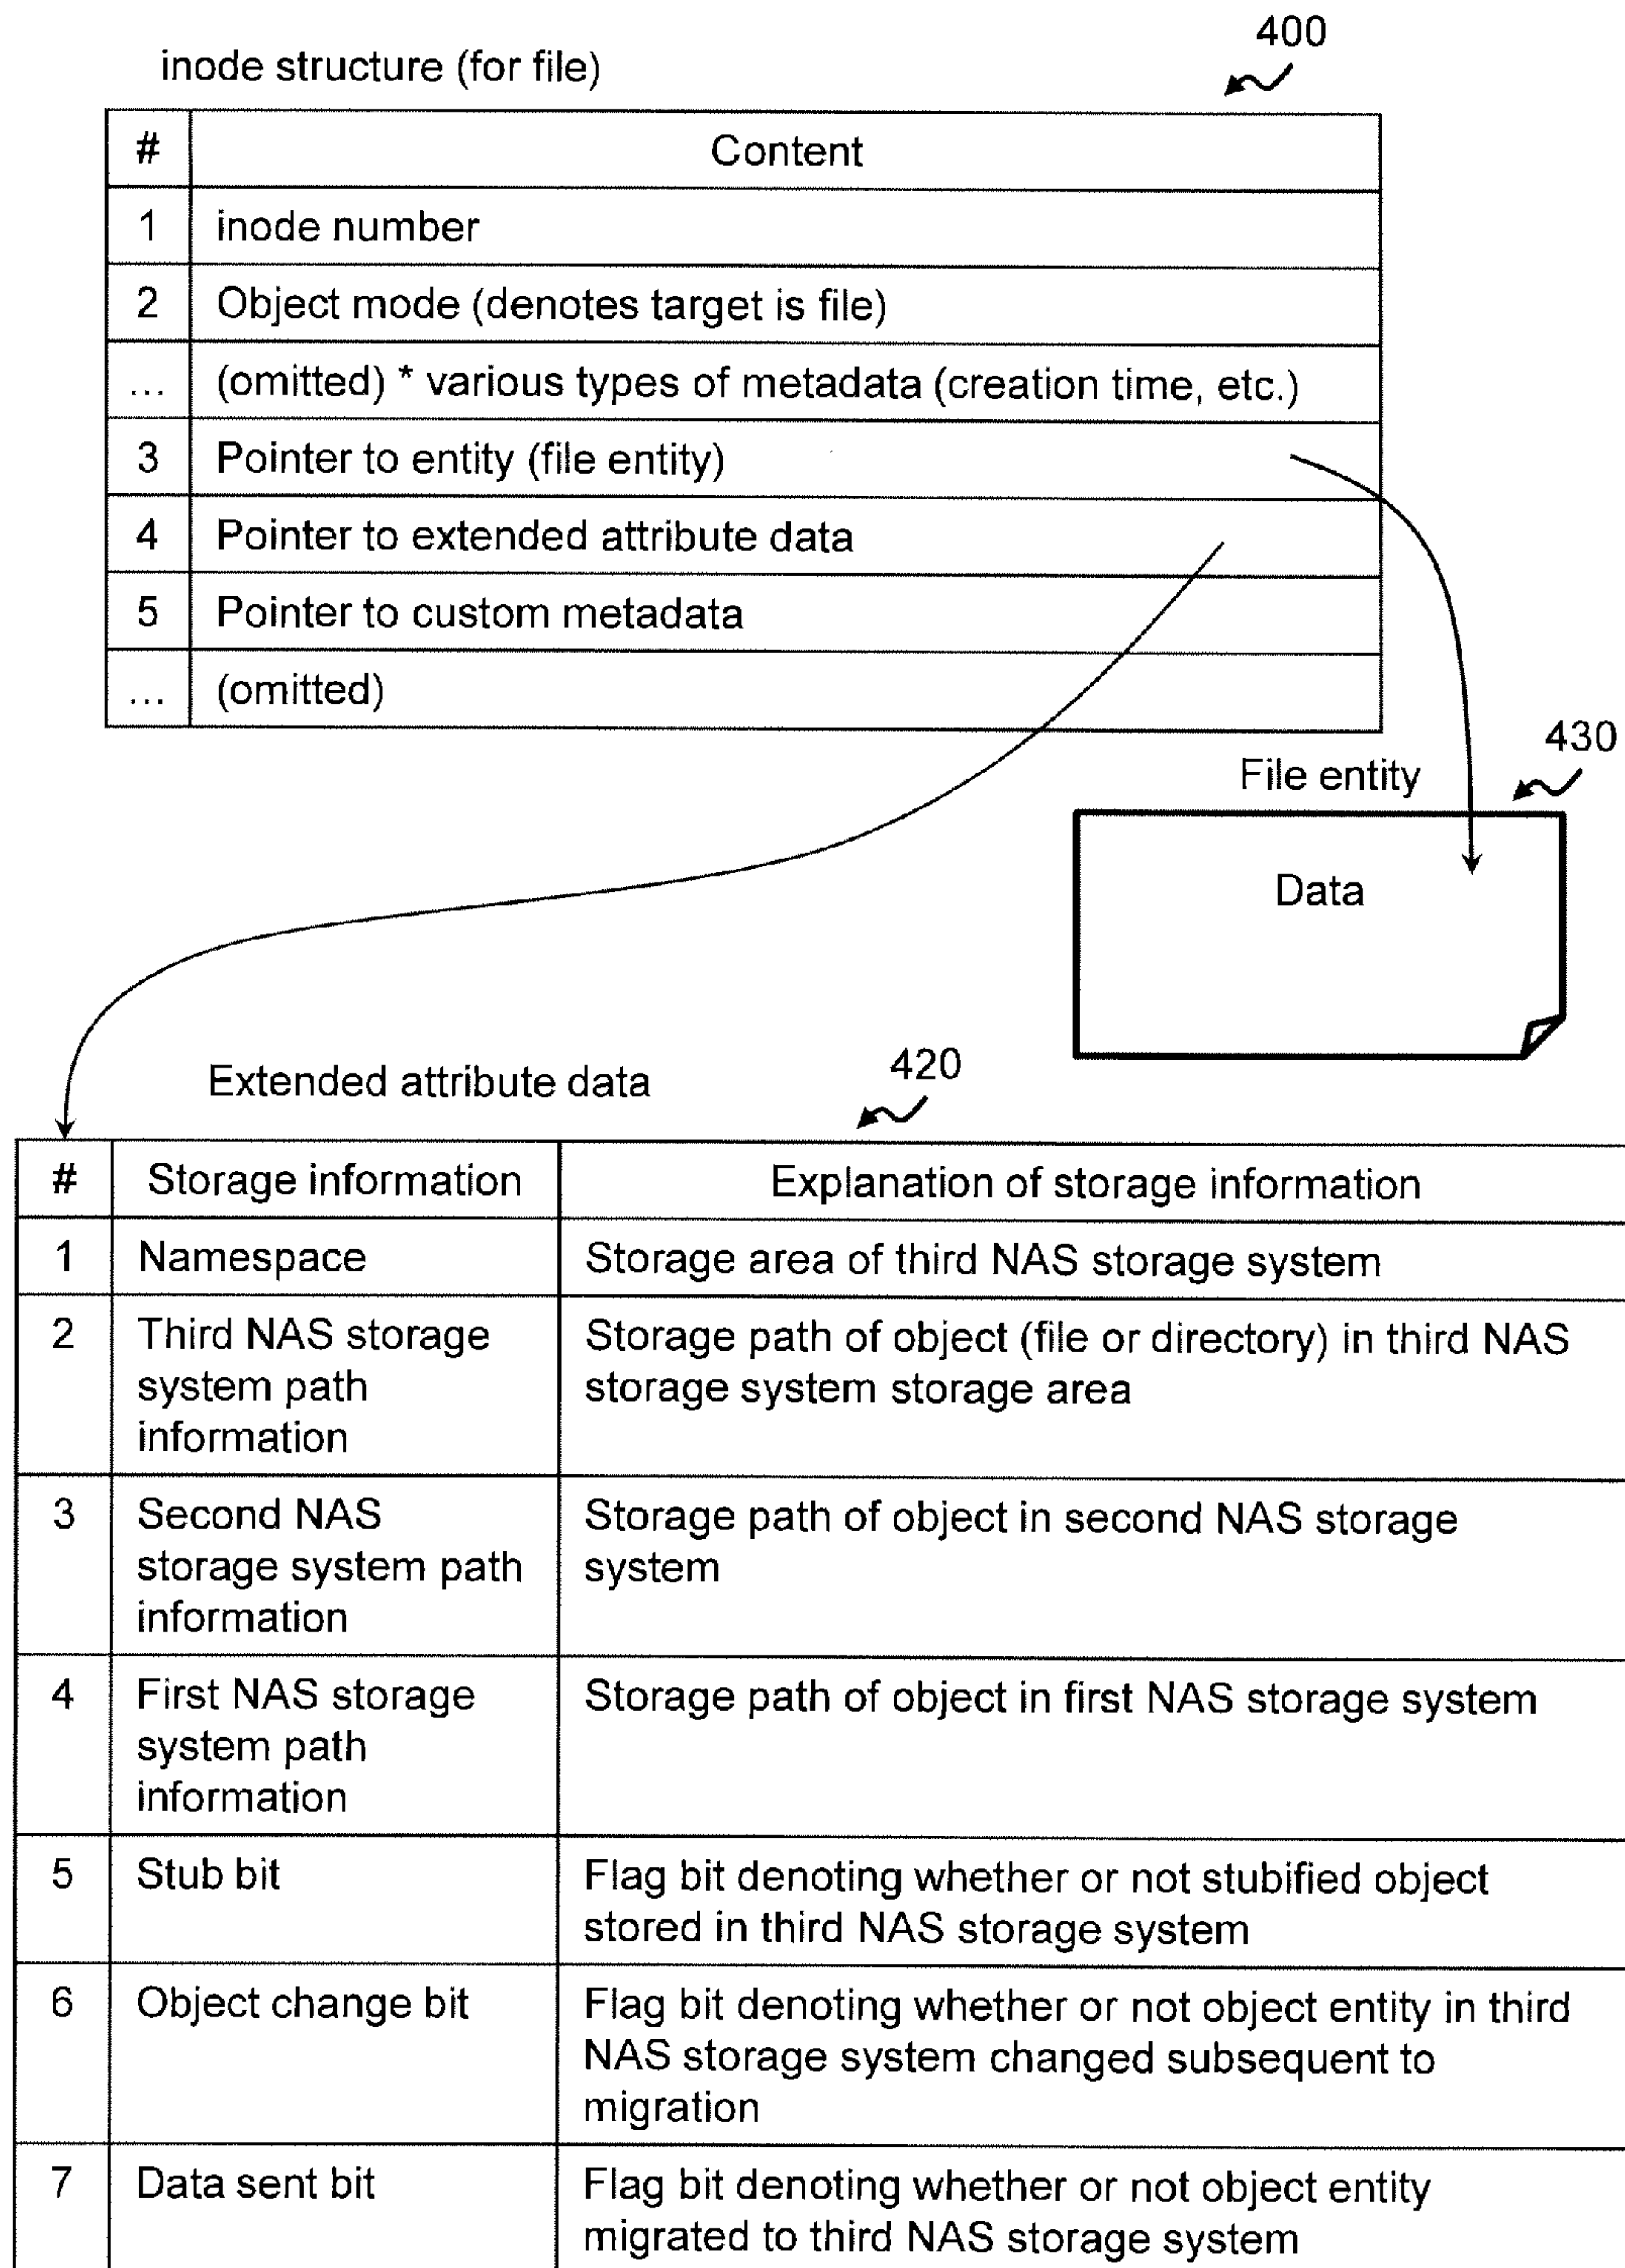 400
inode structure (for file)
# Content
1 inode number
2 Object mode (denotes target is file)
... (omitted) * various types of metadata (creation time, etc.)
3 Pointer to entity (file entity)
4 Pointer to extended attribute data
5 Pointer to custom metadata
... (omitted)
430
File entity
Data
420
Extended attribute data
# Storage information Explanation of storage information
1 Namespace Storage area of third NAS storage system
2 Third NAS storage Storage path of object (file or directory) in third NAS
system path storage system storage area
information
3 Second NAS Storage path of object in second NAS storage
storage system path system
information
4 First NAS storage Storage path of object in first NAS storage system
system path
information
5 Stub bit Flag bit denoting whether or not stubified object
stored in third NAS storage system
6 Object change bit Flag bit denoting whether or not object entity in third
NAS storage system changed subsequent to
migration
7 Data sent bit Flag bit denoting whether or not object entity
migrated to third NAS storage system